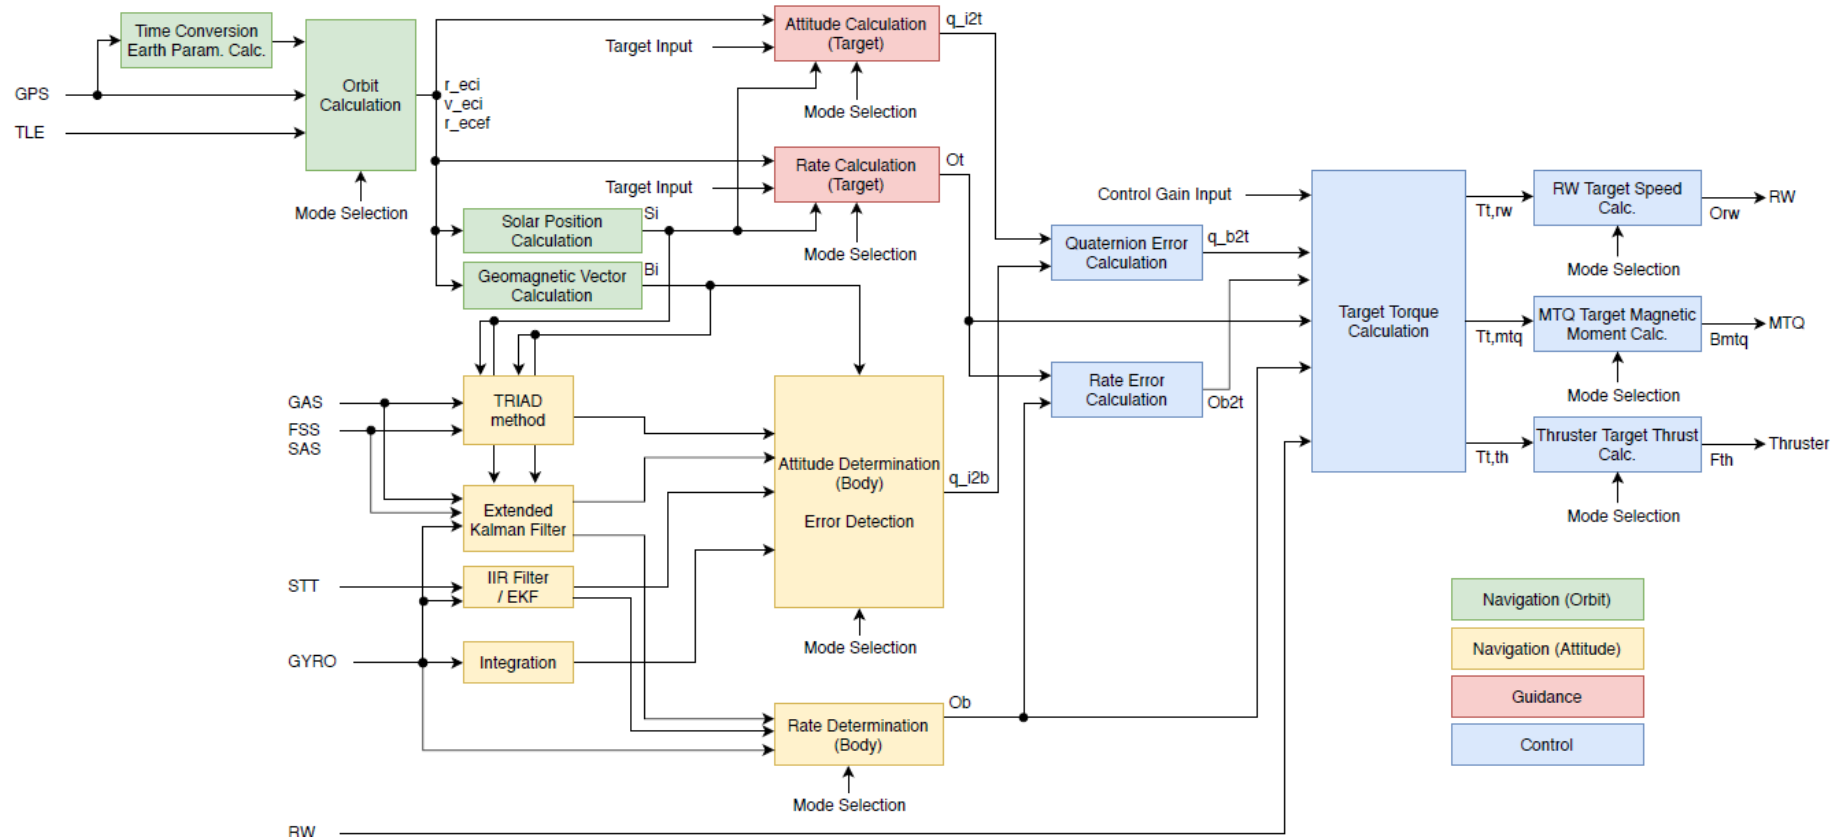 Time Conversion
Earth Param. Calc.
GPS
TLE
Orbit
Calculation
Mode Selection
r_eci
v_eci
r_ecef
Target Input
Attitude Calculation
(Target)
q_i2t
Mode Selection
Target Input
Rate Calculation
(Target)
Ot
Mode Selection
Solar Position
Calculation
Si
Geomagnetic Vector
Calculation
Bi
GAS
FSS
SAS
TRIAD
method
Extended
Kalman Filter
STT
IIR Filter
/ EKF
GYRO
Integration
Attitude Determination
(Body)
Error Detection
q_i2b
Mode Selection
Rate Determination
(Body)
Ob
Mode Selection
RW
Control Gain Input
Quaternion Error
Calculation
q_b2t
Rate Error
Calculation
Ob2t
Target Torque
Calculation
Tt,rw
RW Target Speed
Calc.
Orw
RW
Mode Selection
Tt,mtq
MTQ Target Magnetic
Moment Calc.
Bmtq
MTQ
Mode Selection
Tt,th
Thruster Target Thrust
Calc.
Fth
Thruster
Mode Selection
Navigation (Orbit)
Navigation (Attitude)
Guidance
Control